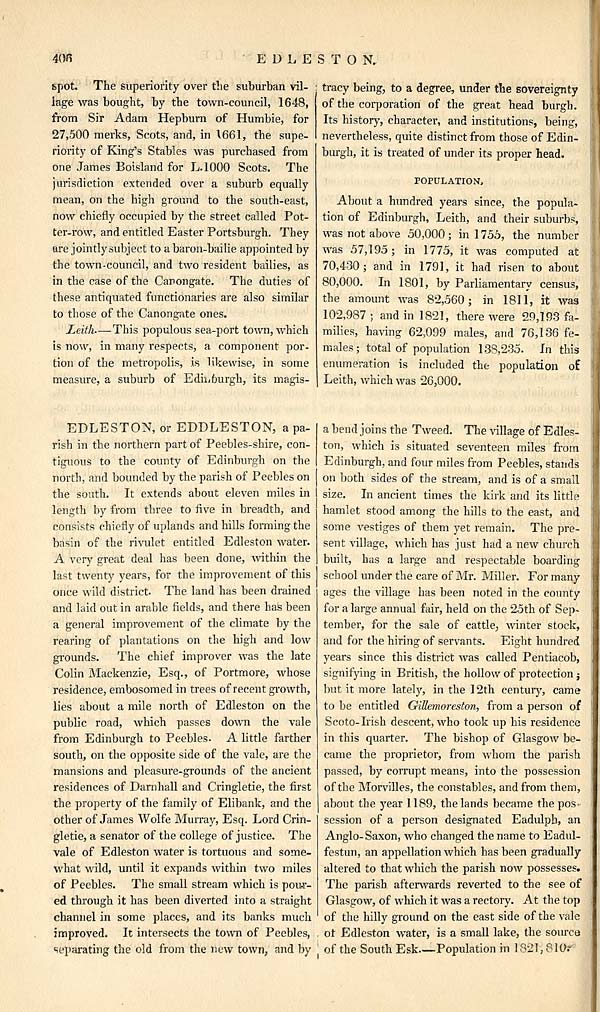 406
EDLESTON.
spot. The superiority over the suburban vil-
lage was bought, by the town-council, 1648,
from Sir Adam Hepburn of Humbie, for
27,500 merks, Scots, and, in 1661, the supe-
riority of King's Stables was purchased from
one James Boisland for L.1000 Scots. The
jurisdiction extended over a suburb equally
mean, on the high ground to the south-east,
now chiefly occupied by the street called Pot-
ter-row, and entitled Easter Portsburgh. They
are jointly subject to a baron-bailie appointed by
the town-council, and two resident bailies, as
in the case of the Canongate. The duties of
these antiquated functionaries are also similar
to those of the Canongate ones.
Leith.—This populous sea-port town, which
is now, in many respects, a component por-
tion of the metropolis, is likewise, in some
measure, a suburb of Edinburgh, its magis-
tracy being, to a degree, under the sovereignty
of the corporation of the great head burgh.
Its history, character, and institutions, being,
nevertheless, quite distinct from those of Edin-
burgh, it is treated of under its proper head.
POPULATION.
About a hundred years since, the popula-
tion of Edinburgh, Leith, and their suburbs,
was not above 50,000; in 1755, the number
was 57,195; in 1775, it was computed at
70,430; and in 1791, it had risen to about
80,000. In 1801, by Parliamentary census,
the amount was 82,560; in 1811, it was
102,987; and in 1821, there were 29,193 fa-
milies, having 62,099 males, and 76,136 fe-
males; total of population 138,235. In this
enumeration is included the population of
Leith, which was 26,000.
EDLESTON, or EDDLESTON, a pa-
rish in the northern part of Peebles-shire, con-
tiguous to the county of Edinburgh on the
north, and bounded by the parish of Peebles on
the south. It extends about eleven miles in
length by from three to five in breadth, and
consists chiefly of uplands and hills forming the
basin of the rivulet entitled Edleston water.
A very great deal has been done, within the
last twenty years, for the improvement of this
once wild district. The land has been drained
and laid out in arable fields, and there has been
a general improvement of the climate by the
rearing of plantations on the high and low
grounds. The chief improver was the late
Colin Mackenzie, Esq., of Portmore, whose
residence, embosomed in trees of recent growth,
lies about a mile north of Edleston on the
public road, which passes down the vale
from Edinburgh to Peebles. A little farther
south, on the opposite side of the vale, are the
mansions and pleasure-grounds of the ancient
residences of Darnhall and Cringletie, the first
the property of the family of Elibank, and the
other of James Wolfe Murray, Esq. Lord Crin-
gletie, a senator of the college of justice. The
vale of Edleston water is tortuous and some-
what wild, until it expands within two miles
of Peebles. The small stream which is pour-
ed through it has been diverted into a straight
channel in some places, and its banks much
improved. It intersects the town of Peebles,
separating the old from the new town, and by
a bend joins the Tweed. The village of Edles-
ton, which is situated seventeen miles from
Edinburgh, and four miles from Peebles, stands
on both sides of the stream, and is of a small
size. In ancient times the kirk and its little
hamlet stood among the hills to the east, and
some vestiges of them yet remain. The pre-
sent village, which has just had a new church
built, has a large and respectable boarding
school under the care of Mr. Miller. For many
ages the village has been noted in the county
for a large annual fair, held on the 25th of Sep-
tember, for the sale of cattle, winter stock,
and for the hiring of servants. Eight hundred
years since this district was called Pentiacob,
signifying in British, the hollow of protection;
but it more lately, in the 12th century, came
to be entitled Gillemoreston, from a person of
Scoto-Irish descent, who took up his residence
in this quarter. The bishop of Glasgow be-
came the proprietor, from whom the parish
passed, by corrupt means, into the possession
of the Morvilles, the constables, and from them,
about the year 1189, the lands became the pos-
session of a person designated Eadulph, an
Anglo-Saxon, who changed the name to Eadul-
festun, an appellation which has been gradually
altered to that which the parish now possesses.
The parish afterwards reverted to the see of
Glasgow, of which it was a rectory. At the top
of the hilly ground on the east side of the vale
of Edleston water, is a small lake, the source
of the South Esk.—Population in 1821, 810.